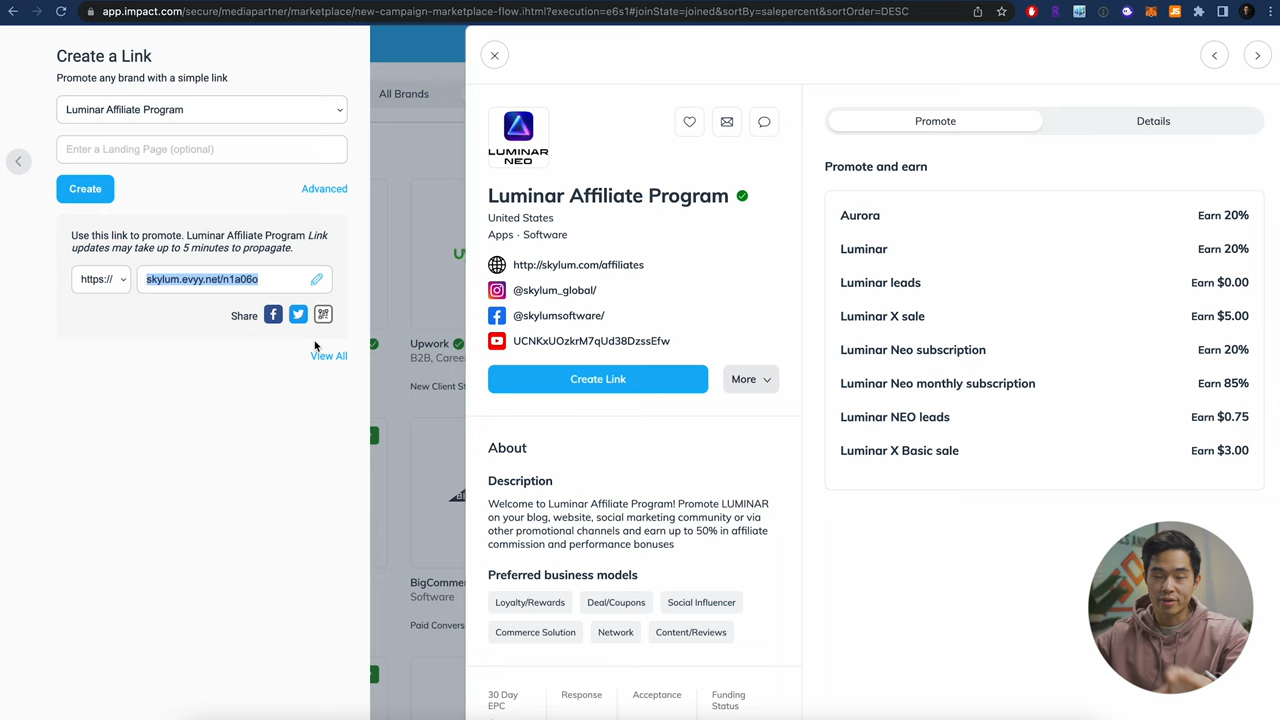 app.impact.com/secure/mediapartner/marketplace/new-campaign-marketplace-flow.ihtml?execution=e6s1#joinState=joined&sortBy=salepercent&sortOrder=DESC
Create a Link
Promote any brand with a simple link
Luminar Affiliate Program
Enter a Landing Page (optional)
Create
Advanced
Use this link to promote. Luminar Affiliate Program Link
updates may take up to 5 minutes to propagate.
https://
skylum.evyy.net/n1a06o
Share
View All
All Brands
Upwork
B2B, Caree
New Client S
BigComme
Software
Paid Convers
LUMINAR
NEO
Luminar Affiliate Program
United States
Apps · Software
http://skylum.com/affiliates
@skylum_global/
@skylumsoftware/
UCNKxUOzkrM7qUd38DzssEfw
Create Link
More
About
Description
Welcome to Luminar Affiliate Program! Promote LUMINAR
on your blog, website, social marketing community or via
other promotional channels and earn up to 50% in affiliate
commission and performance bonuses
Preferred business models
Loyalty/Rewards
Deal/Coupons
Social Influencer
Commerce Solution
Network
Content/Reviews
30 Day
EPC
Response
Acceptance
Funding
Status
Promote
Details
Promote and earn
Aurora Earn 20%
Luminar Earn 20%
Luminar leads Earn $0.00
Luminar X sale Earn $5.00
Luminar Neo subscription Earn 20%
Luminar Neo monthly subscription Earn 85%
Luminar NEO leads Earn $0.75
Luminar X Basic sale Earn $3.00